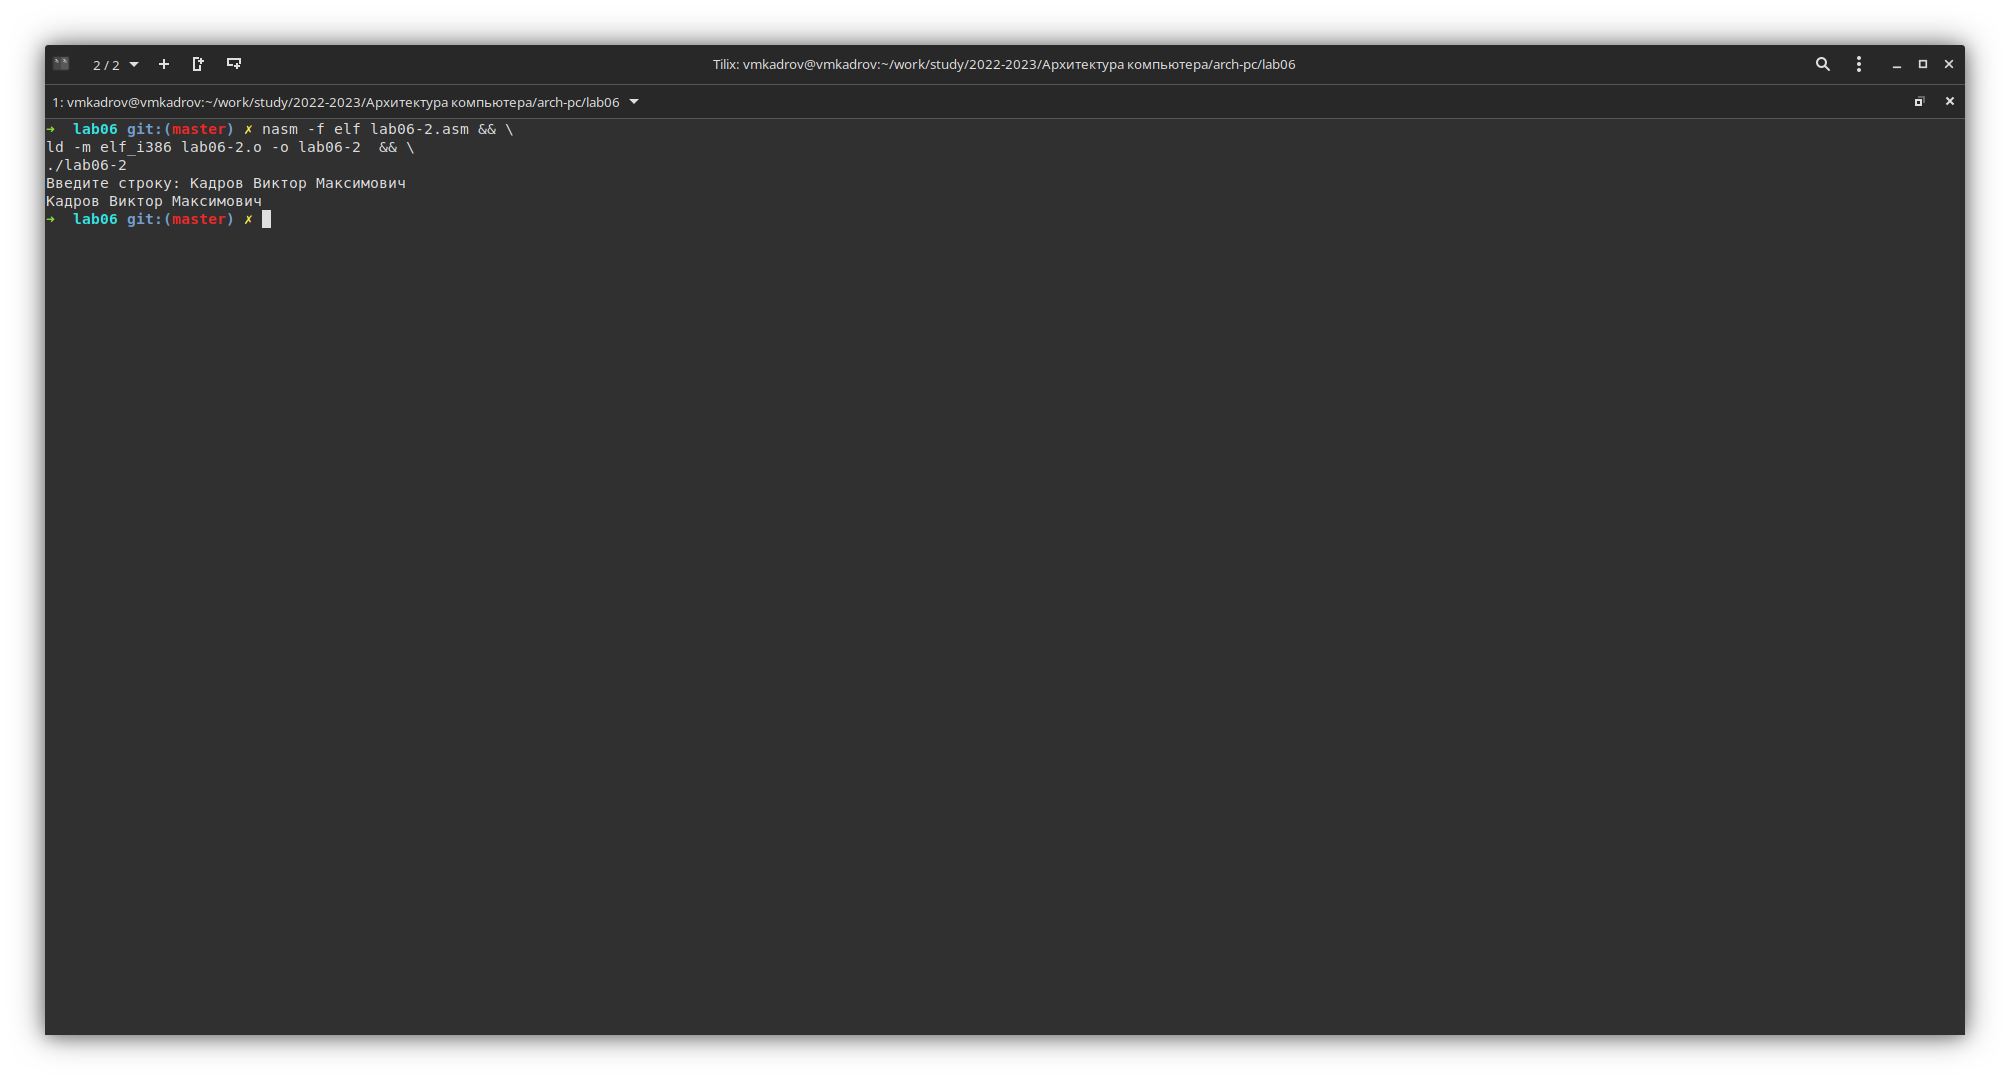 2 / 2
Tilix: vmkadrov@vmkadrov:~/work/study/2022-2023/Архитектура компьютера/arch-pc/lab06
1: vmkadrov@vmkadrov:~/work/study/2022-2023/Архитектура компьютера/arch-pc/lab06
➜  lab06 git:(master) ✗ nasm -f elf lab06-2.asm && \
ld -m elf_i386 lab06-2.o -o lab06-2  && \
./lab06-2
Введите строку: Кадров Виктор Максимович
Кадров Виктор Максимович
➜  lab06 git:(master) ✗